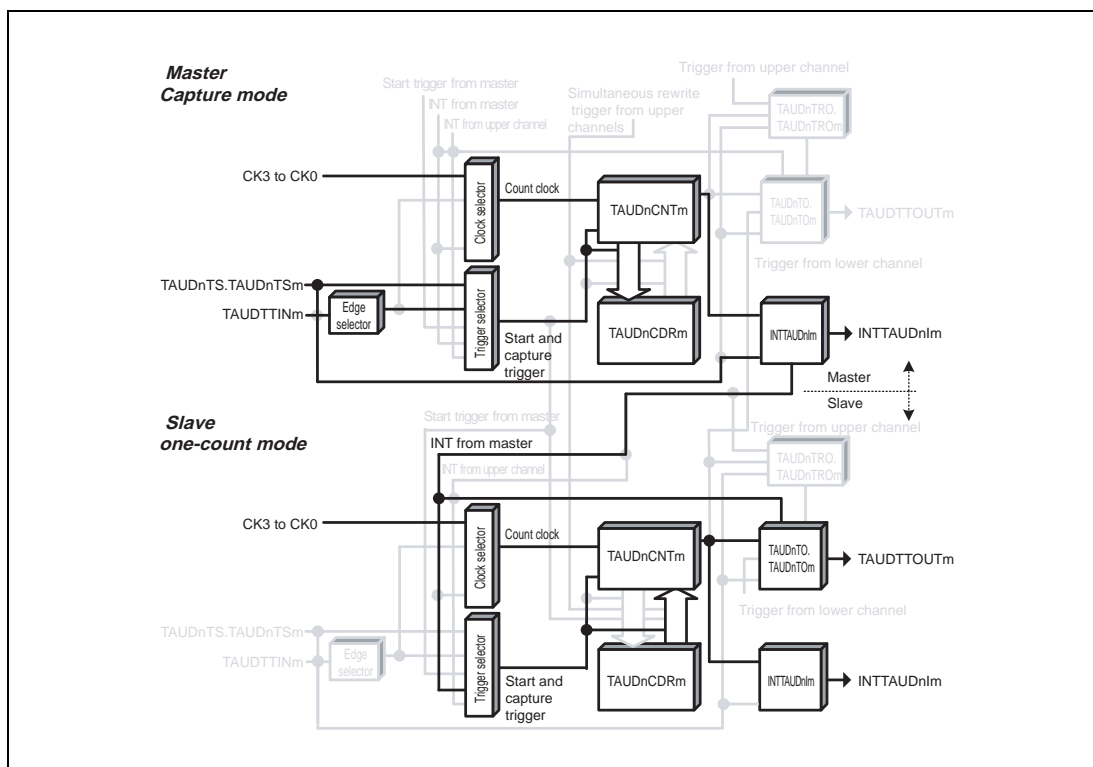 Master
Capture mode
Start trigger from master
INT from master
INT from upper channel
Simultaneous rewrite
trigger from upper
channels
Trigger from upper channel
TAUDnTRO.
TAUDnTROm
CK3 to CK0
Clock selector
Count clock
TAUDnCNTm
TAUDnTO.
TAUDnTOm
TAUDTTOUTm
Trigger from lower channel
TAUDnTS.TAUDnTSm
TAUDTTINm
Edge
selector
Trigger selector
Start and
capture
trigger
TAUDnCDRm
INTTAUDnIm
INTTAUDnIm
Master
Slave
Slave
one-count mode
Start trigger from master
INT from master
INT from upper channel
Trigger from upper channel
TAUDnTRO.
TAUDnTROm
CK3 to CK0
Clock selector
Count clock
TAUDnCNTm
TAUDnTO.
TAUDnTOm
TAUDTTOUTm
Trigger from lower channel
TAUDnTS.TAUDnTSm
TAUDTTINm
Edge
selector
Trigger selector
Start and
capture
trigger
TAUDnCDRm
INTTAUDnIm
INTTAUDnIm